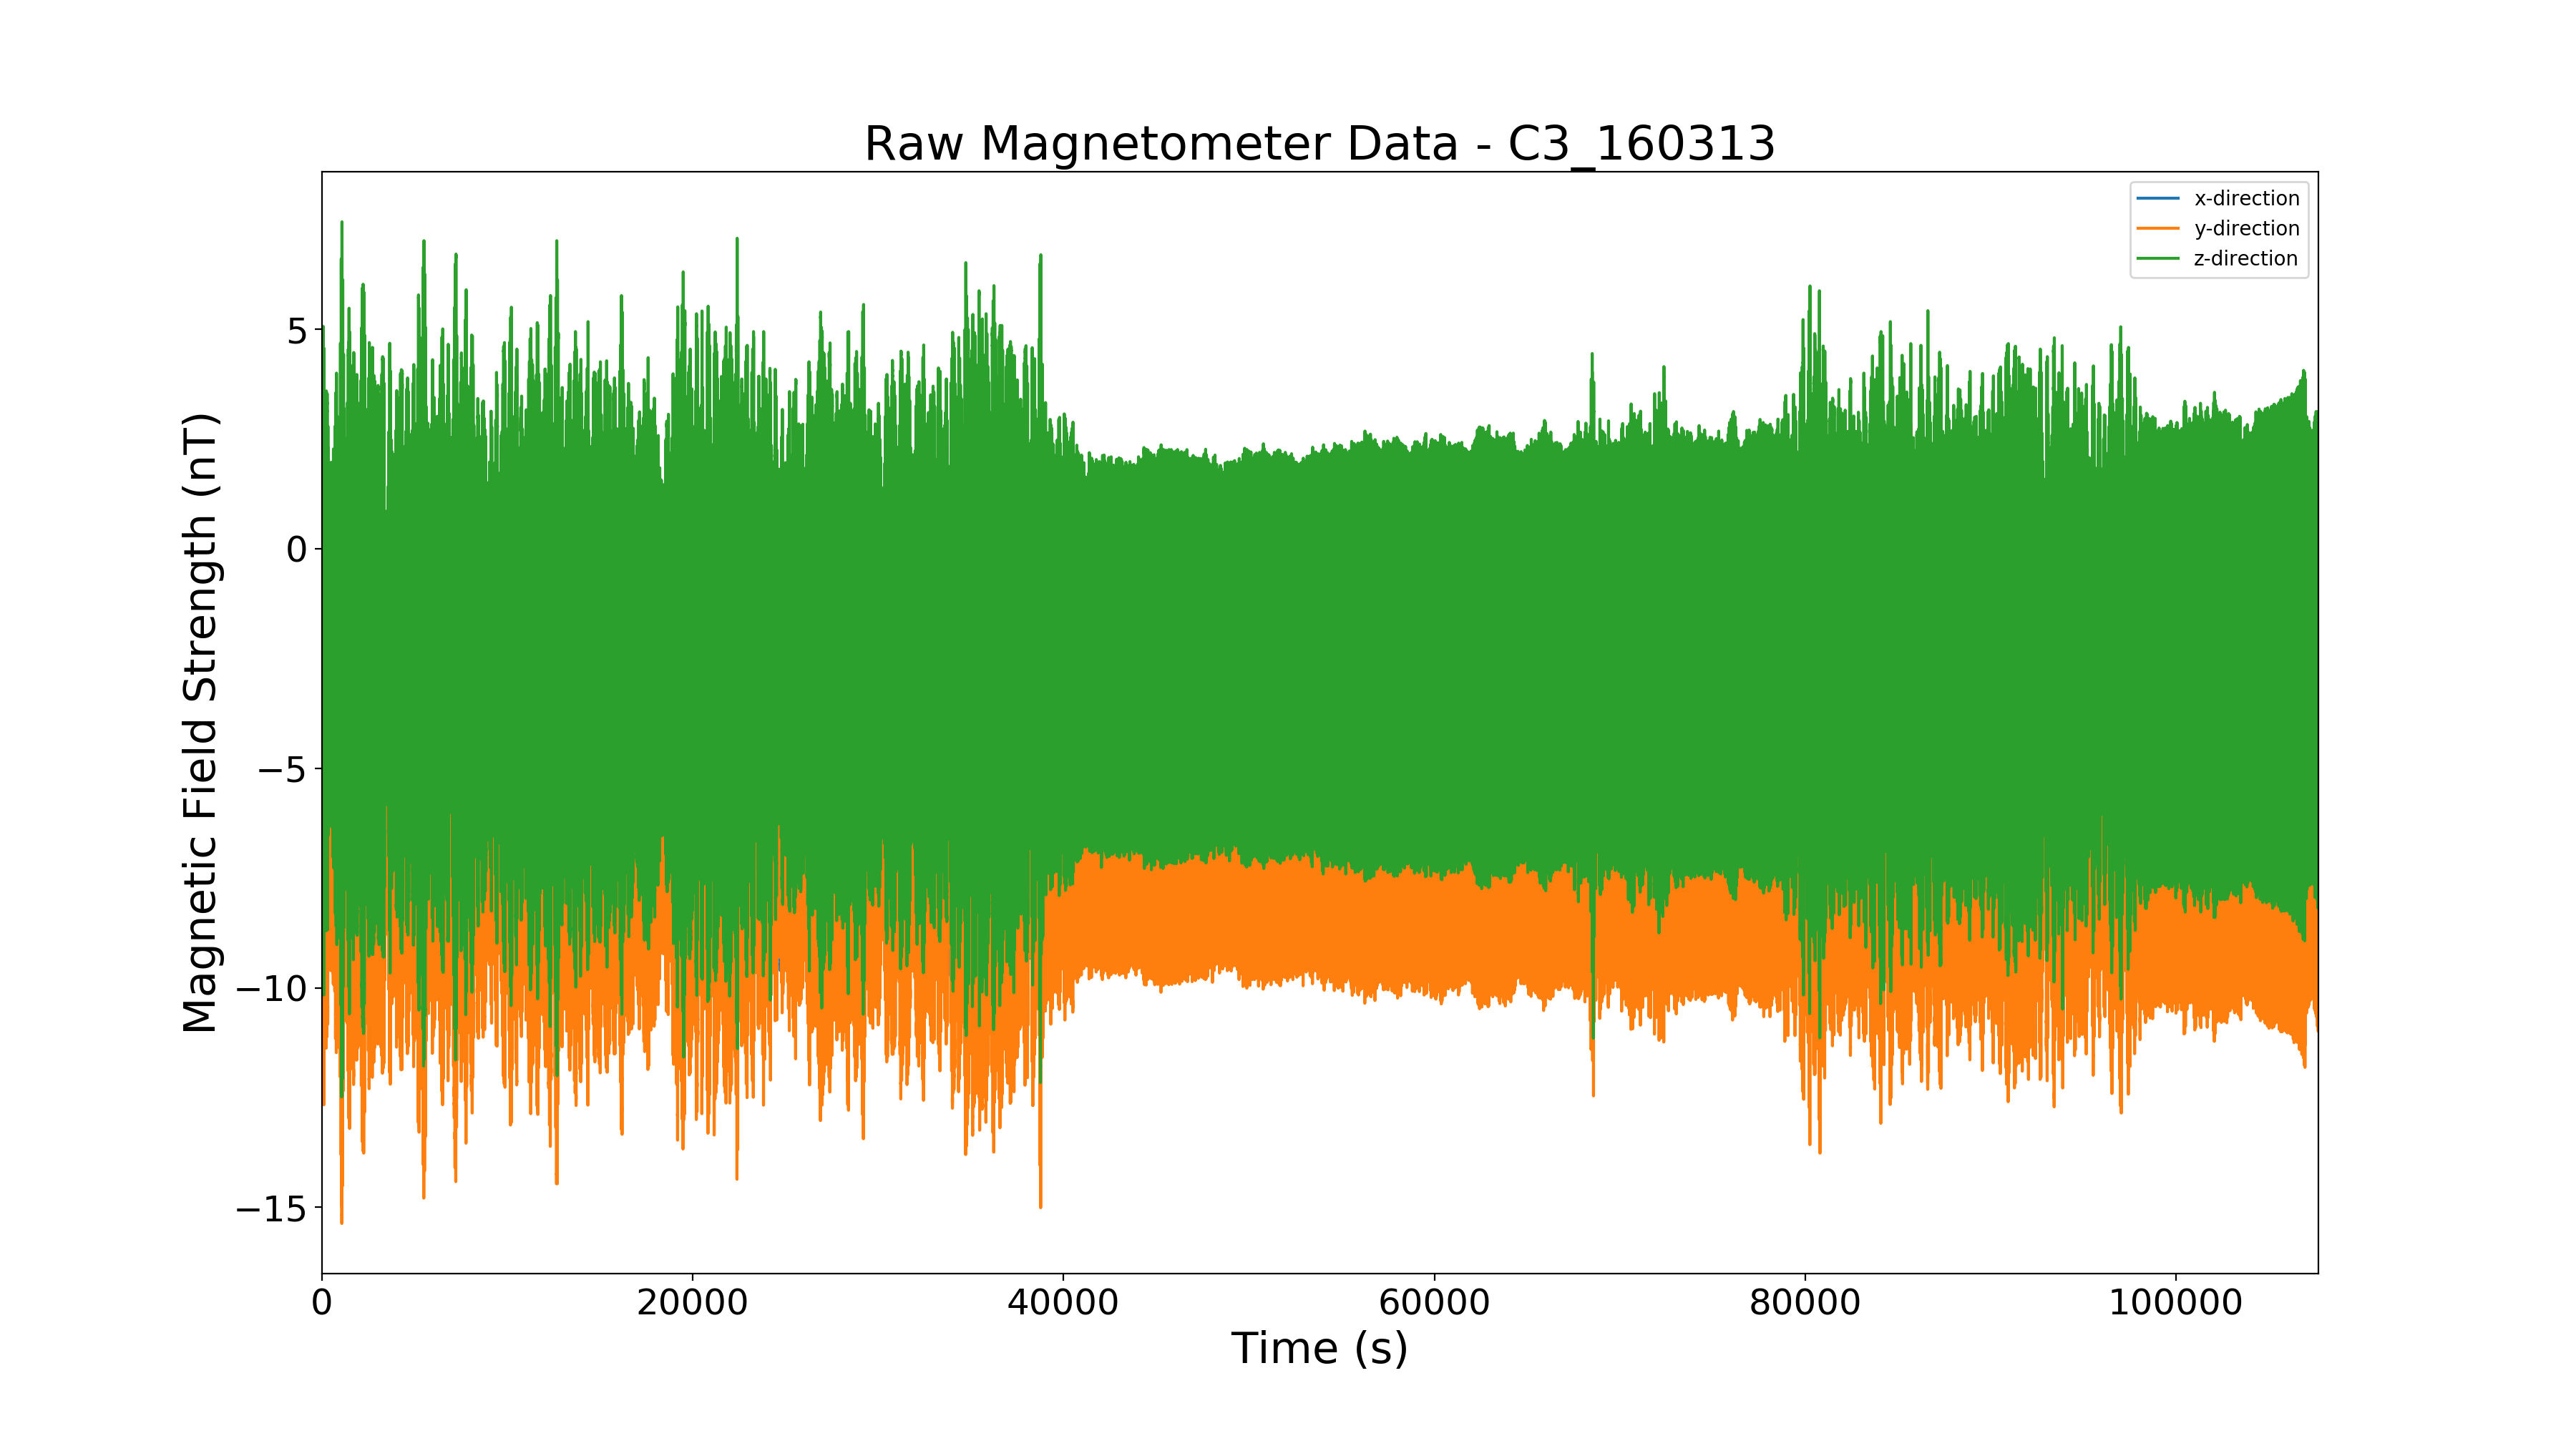 Raw Magnetometer Data - C3_160313
x-direction
y-direction
z-direction
Magnetic Field Strength (nT)
5
0
−5
−10
−15
0 20000 40000 60000 80000 100000
Time (s)